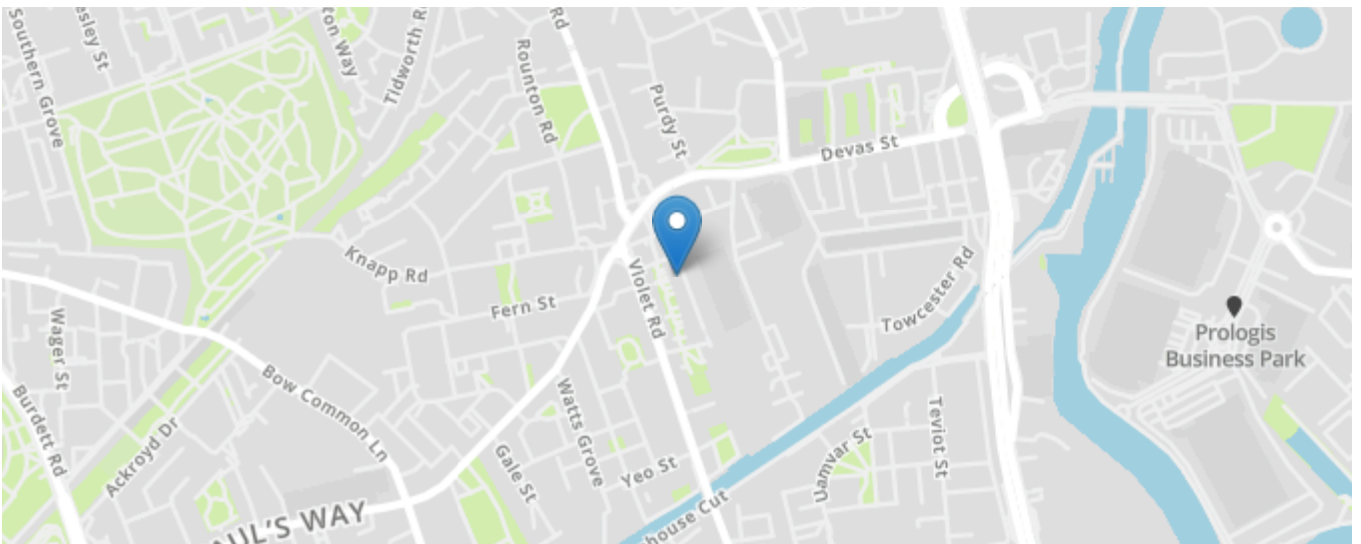 Southern Grove
esley St
ton Way
Tidworth R
Rd
Rounton Rd
Purdy St
Devas St
Knapp Rd
Violet Rd
Fern St
Towcester Rd
Prologis
Business Park
Wager St
Bow Common Ln
Burdett Rd
Ackroyd Dr
Watts Grove
Gale St
Yeo St
Uamvar St
Teviot St
AUL'S WAY
house Cut